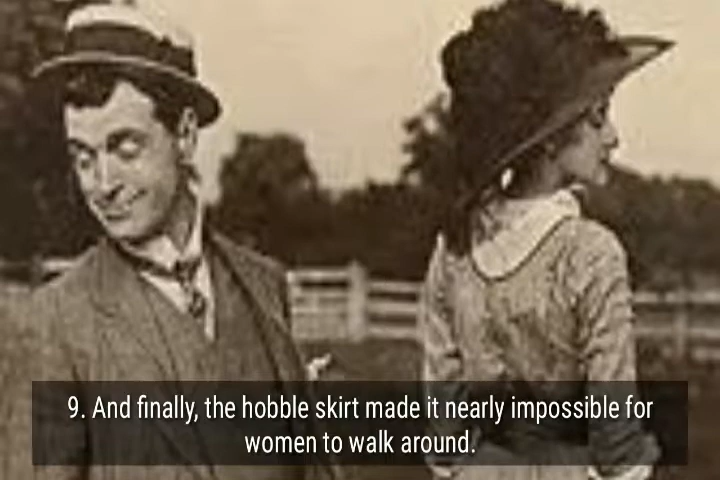 9. And finally, the hobble skirt made it nearly impossible for
women to walk around.